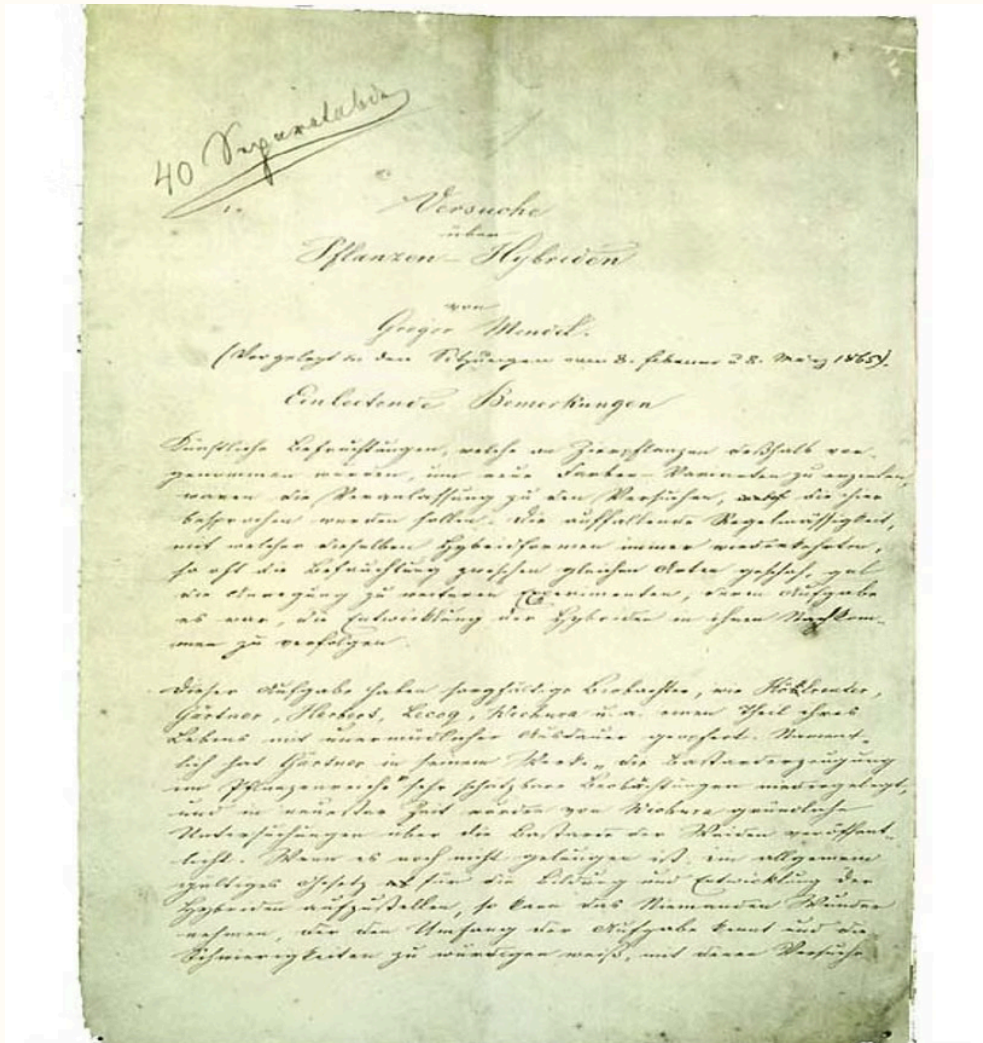 40 Separatabdr
Versuche
über
Pflanzen-Hybriden
von
Gregor Mendel.
(Vorgelegt in den Sitzungen vom 8. Februar u 8. März 1865).
Einleitende Bemerkungen
Künstliche Befruchtungen, welche an Zierpflanzen deßhalb vor-
genommen wurden, um neue Farben-Varianten zu erzielen,
waren die Veranlassung zu den Versuchen, die hier
besprochen werden sollen. Die auffallende Regelmässigkeit,
mit welcher dieselben Hybridformen immer wiederkehrten,
so oft die Befruchtung zwischen gleichen Arten geschah, gab
die Anregung zu weiteren Experimenten, deren Aufgabe
es war, die Entwicklung der Hybriden in ihren Nachkom-
men zu verfolgen.
Dieser Aufgabe haben sorgfältige Beobachter, wie Kölreuter,
Gärtner, Herbert, Lecoq, Wichura u. a. einen Theil ihres
Lebens mit unermüdlicher Ausdauer geopfert. Nament-
lich hat Gärtner in seinem Werke „die Bastarderzeugung
im Pflanzenreiche" sehr schätzbare Beobachtungen niedergelegt,
und in neuester Zeit wurden von Wichura gründliche
Untersuchungen über die Bastarde der Weiden veröffent-
licht. Wenn es noch nicht gelungen ist, ein allgemein
gültiges Gesetz für die Bildung und Entwicklung der
Hybriden aufzustellen, so kann das Niemanden Wunder
nehmen, der den Umfang der Aufgabe kennt und die
Schwierigkeiten zu würdigen weiß, mit denen Versuche